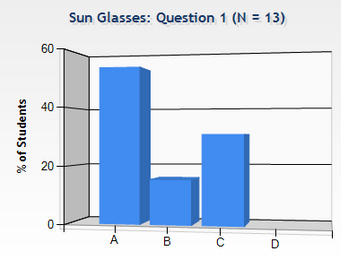 Sun Glasses: Question 1 (N = 13)
60
40
20
0
% of Students
A B C D